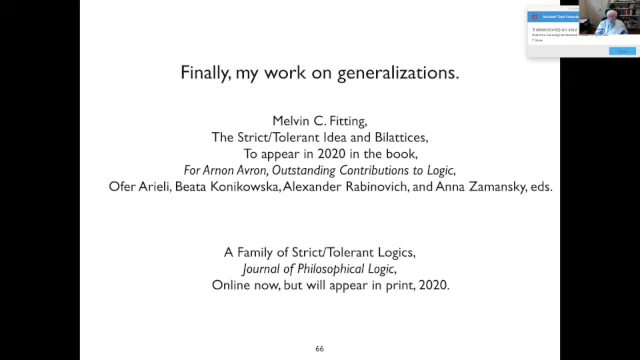 Finally, my work on generalizations.
Melvin C. Fitting,
The Strict/Tolerant Idea and Bilattices,
To appear in 2020 in the book,
For Arnon Avron, Outstanding Contributions to Logic,
Ofer Arieli, Beata Konikowska, Alexander Rabinovich, and Anna Zamansky, eds.
A Family of Strict/Tolerant Logics,
Journal of Philosophical Logic,
Online now, but will appear in print, 2020.
66